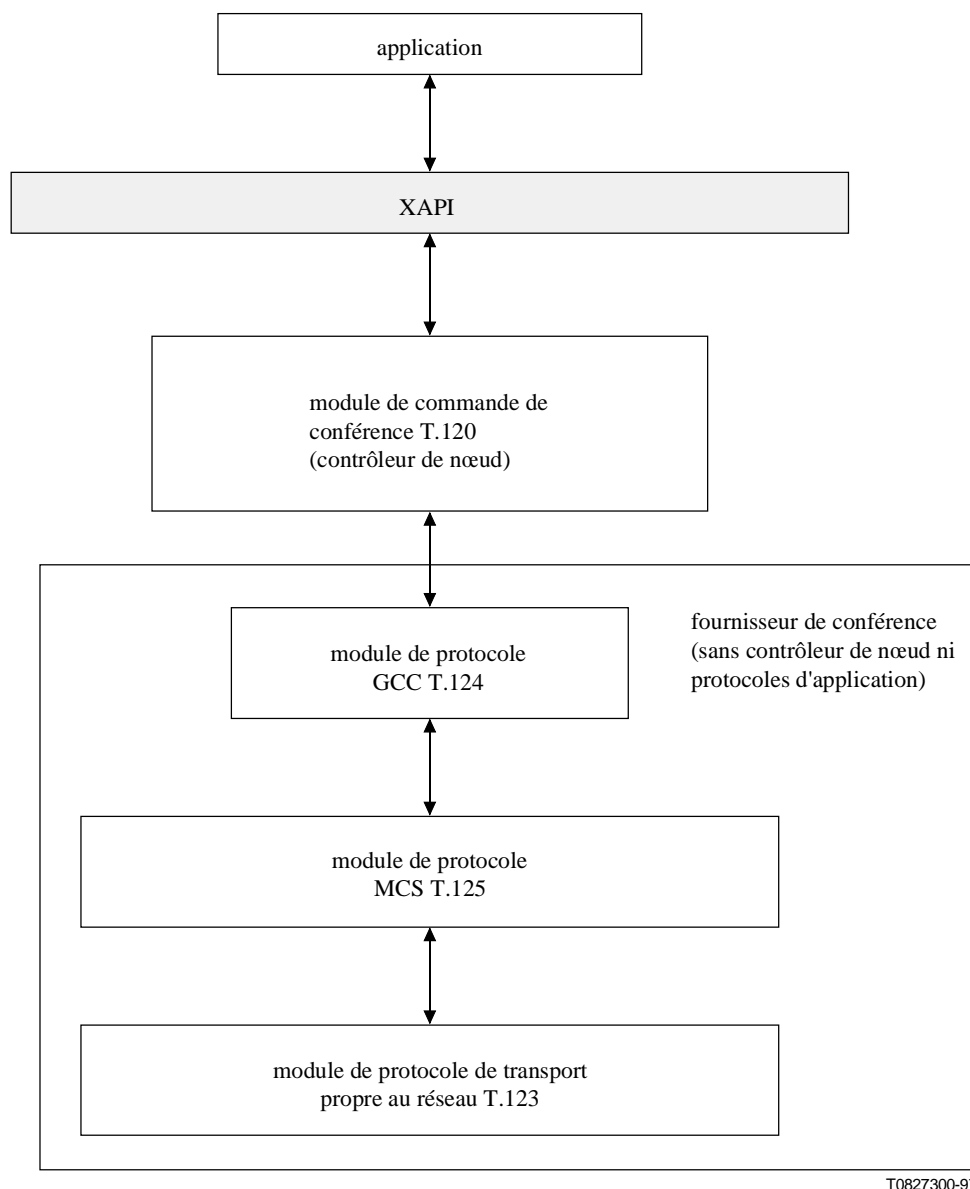 application
XAPI
module de commande de
conférence T.120
(contrôleur de nœud)
fournisseur de conférence
(sans contrôleur de nœud ni
protocoles d'application)
module de protocole
GCC T.124
module de protocole
MCS T.125
module de protocole de transport
propre au réseau T.123